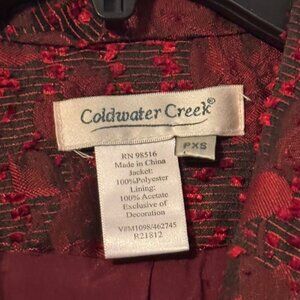 Coldwater Creek®
PXS
RN 98516
Made in China
Jacket:
100%Polyester
Lining:
100% Acetate
Exclusive of
Decoration
V#M1098/462745
R21812